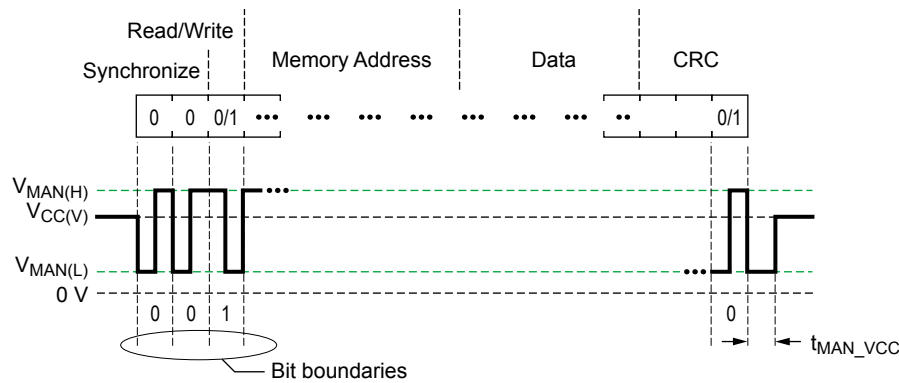 Read/Write
Synchronize Memory Address Data CRC
0 0 0/1 ••• ••• ••• ••• ••• ••• •• 0/1
V_MAN(H) •••
V_CC(V)
V_MAN(L) •••
0 V
0 0 1 0
t_MAN_VCC
Bit boundaries